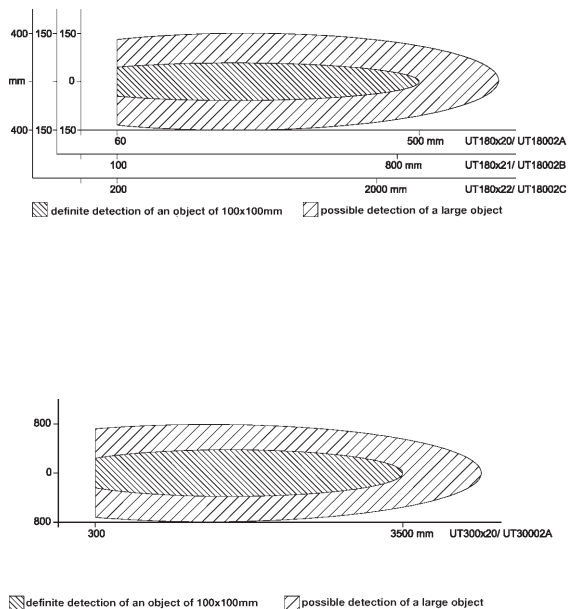 400 150 150
mm 0
400 150 150
60 500 mm UT180x20/ UT18002A
100 800 mm UT180x21/ UT18002B
200 2000 mm UT180x22/ UT18002C
definite detection of an object of 100x100mm possible detection of a large object
800
0
800
300 3500 mm UT300x20/ UT30002A
definite detection of an object of 100x100mm possible detection of a large object